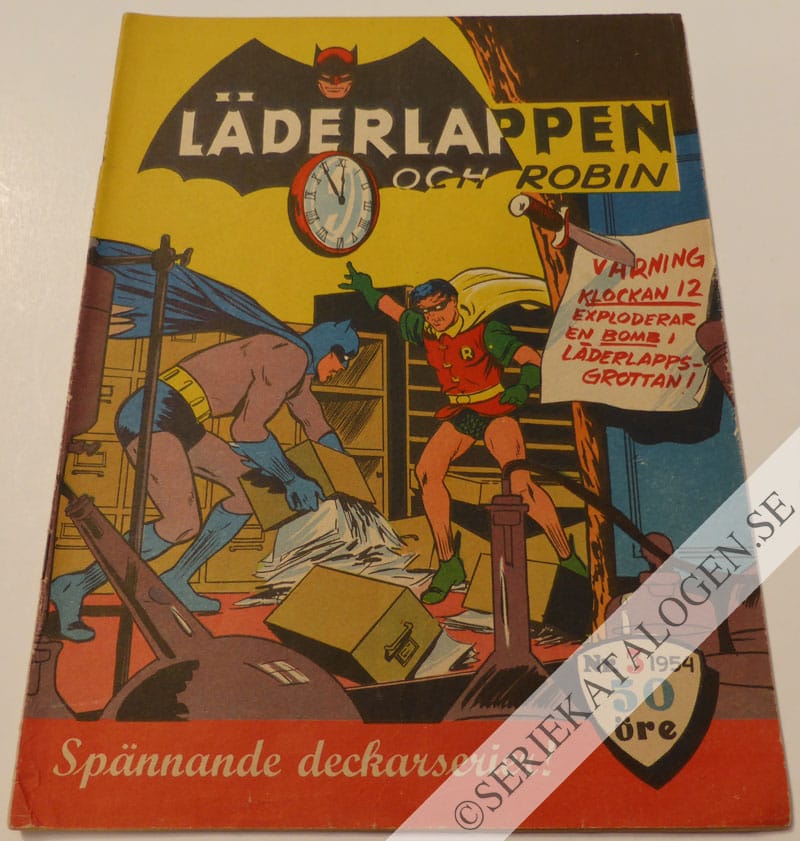 LÄDERLAPPEN
OCH ROBIN
VARNING
KLOCKAN 12
EXPLODERAR
EN BOMB I
LÄDERLAPPS-
GROTTAN!
R
NR 1954
50
öre
Spännande deckarserier!
© SERIEKATALOGEN.SE